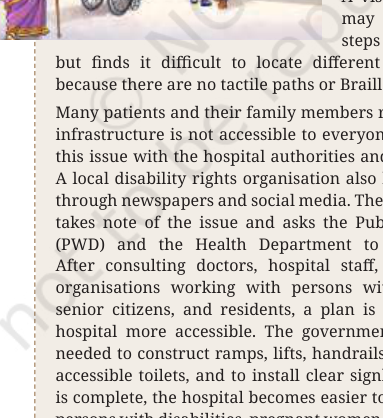 may
steps
but finds it difficult to locate different
because there are no tactile paths or Braill
Many patients and their family members
infrastructure is not accessible to everyon
this issue with the hospital authorities an
A local disability rights organisation also
through newspapers and social media. The
takes note of the issue and asks the Pub
(PWD) and the Health Department to
After consulting doctors, hospital staff,
organisations working with persons wi
senior citizens, and residents, a plan is
hospital more accessible. The governme
needed to construct ramps, lifts, handrails
accessible toilets, and to install clear sign
is complete, the hospital becomes easier t